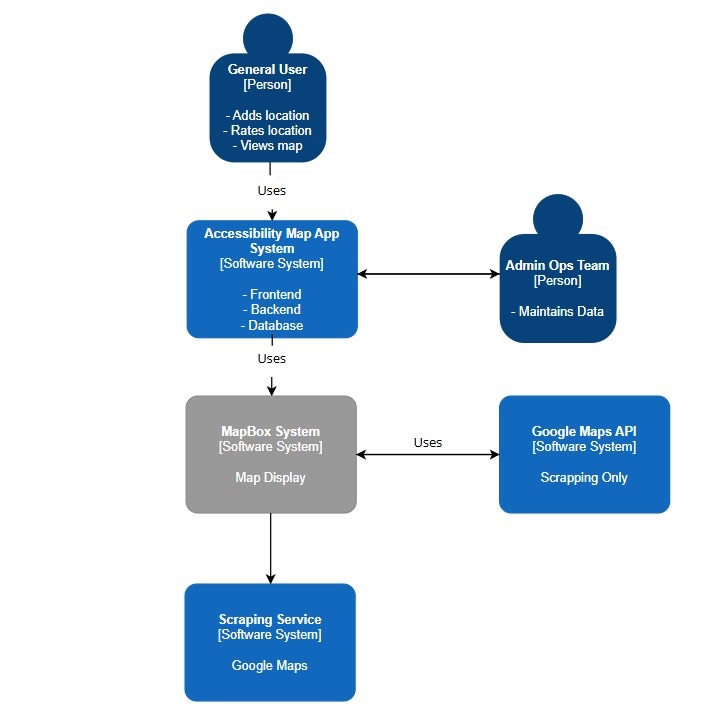 General User
[Person]
- Adds location
- Rates location
- Views map
Uses
Accessibility Map App
System
[Software System]
- Frontend
- Backend
- Database
Admin Ops Team
[Person]
- Maintains Data
Uses
MapBox System
[Software System]
Map Display
Uses
Google Maps API
[Software System]
Scrapping Only
Scraping Service
[Software System]
Google Maps